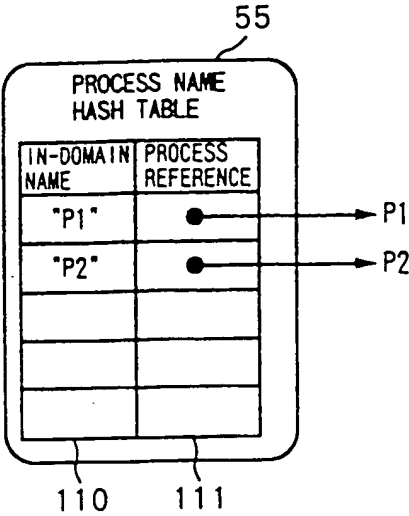 55
PROCESS NAME
HASH TABLE
IN-DOMAIN PROCESS
NAME REFERENCE
"P1" P1
"P2" P2
110 111